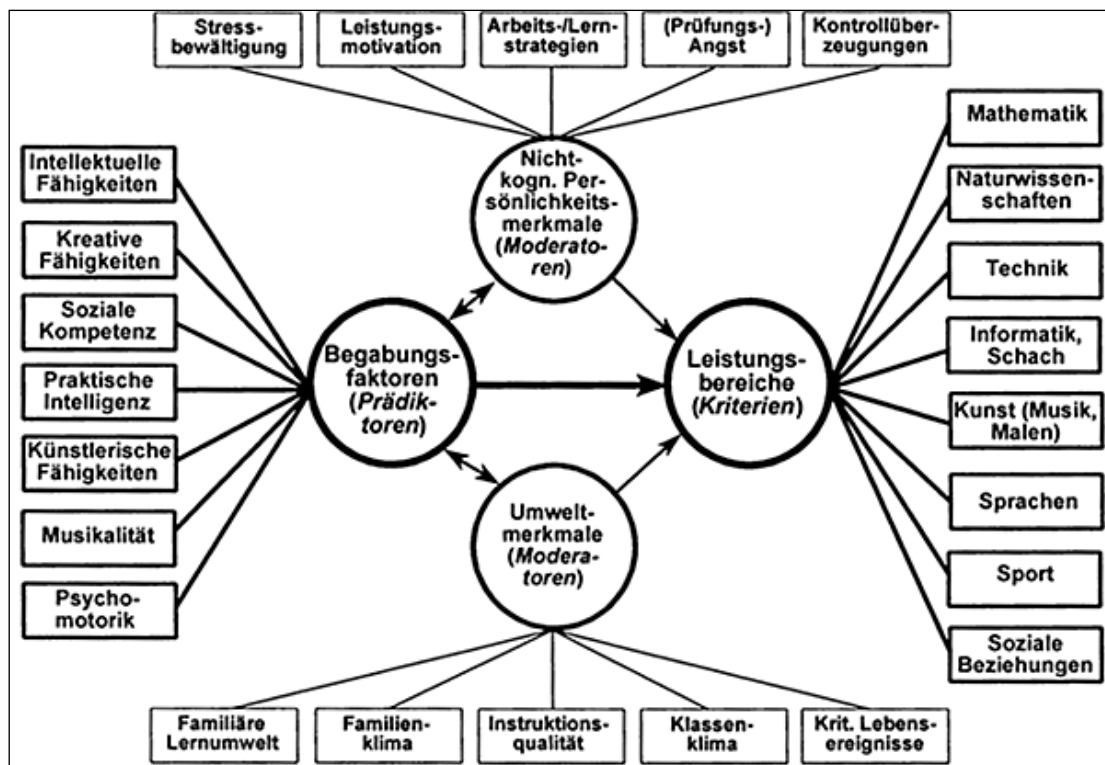 Stress-
bewältigung
Leistungs-
motivation
Arbeits-/Lern-
strategien
(Prüfungs-)
Angst
Kontrollüber-
zeugungen
Intellektuelle
Fähigkeiten
Kreative
Fähigkeiten
Soziale
Kompetenz
Praktische
Intelligenz
Künstlerische
Fähigkeiten
Musikalität
Psycho-
motorik
Nicht-
kogn. Per-
sönlichkeits-
merkmale
(Moderato-
ren)
Begabungs-
faktoren
(Prädik-
toren)
Leistungs-
bereiche
(Kriterien)
Umwelt-
merkmale
(Modera-
toren)
Mathematik
Naturwissen-
schaften
Technik
Informatik,
Schach
Kunst (Musik,
Malen)
Sprachen
Sport
Soziale
Beziehungen
Familiäre
Lernumwelt
Familien-
klima
Instruktions-
qualität
Klassen-
klima
Krit. Lebens-
ereignisse